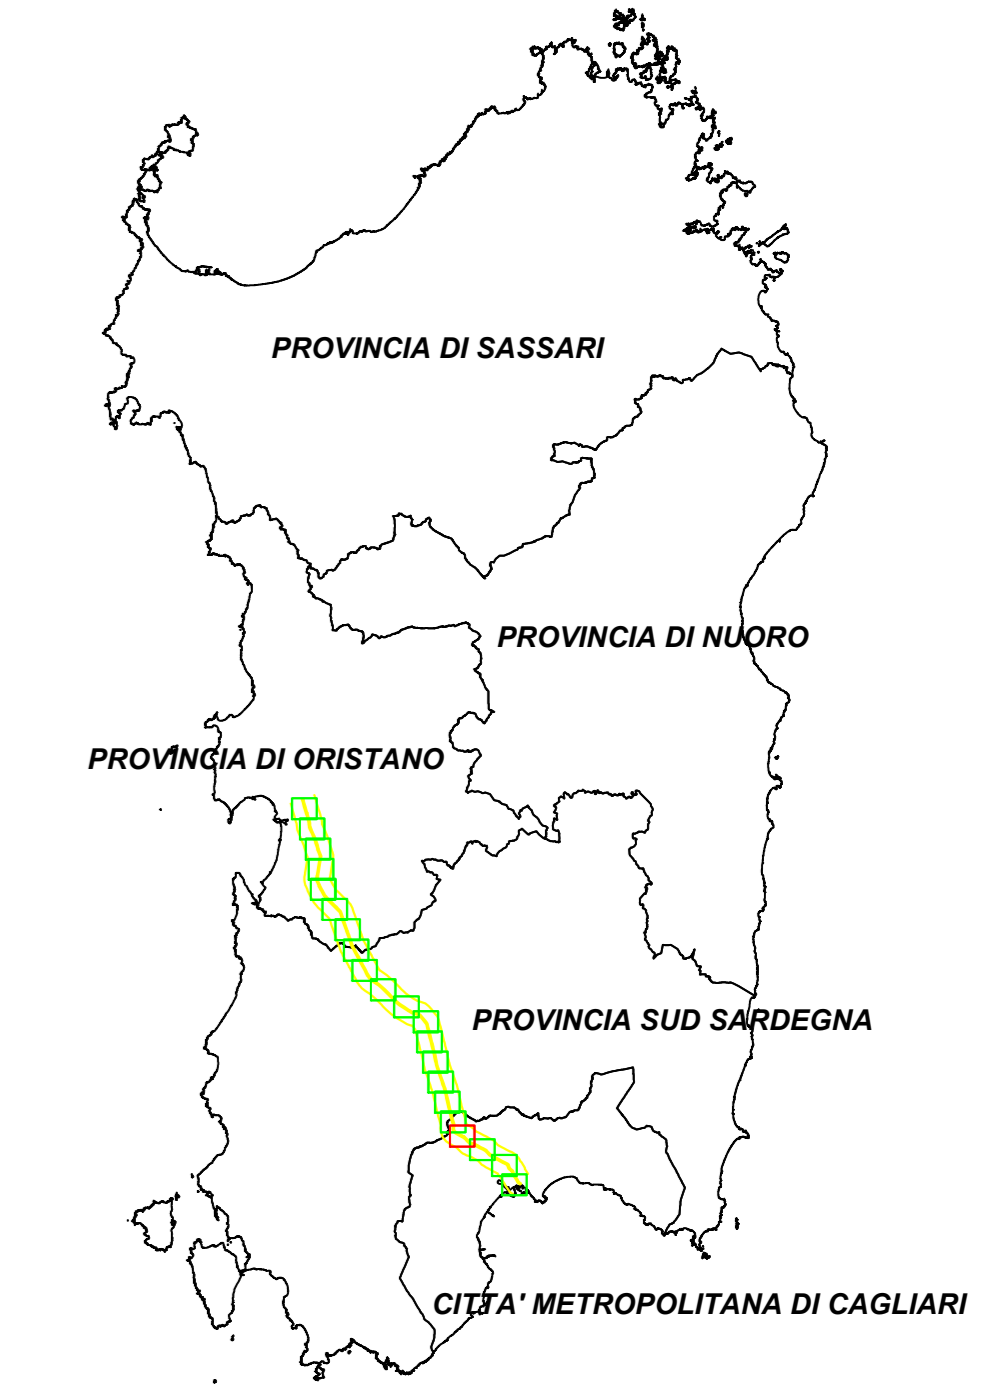 PROVINCIA DI SASSARI
PROVINCIA DI NUORO
PROVINCIA DI ORISTANO
PROVINCIA SUD SARDEGNA
CITTA' METROPOLITANA DI CAGLIARI